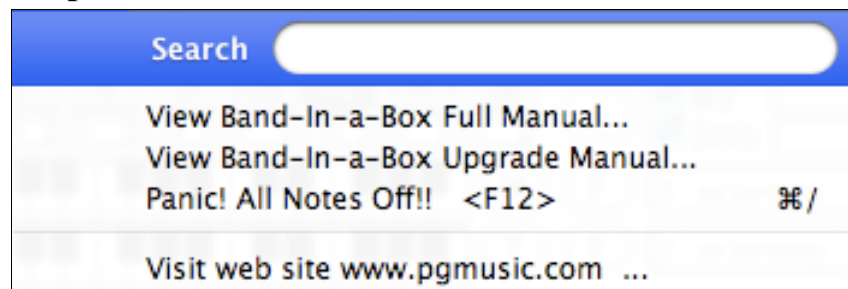 Search
View Band-In-a-Box Full Manual...
View Band-In-a-Box Upgrade Manual...
Panic! All Notes Off!! <F12> ⌘/
Visit web site www.pgmusic.com ...